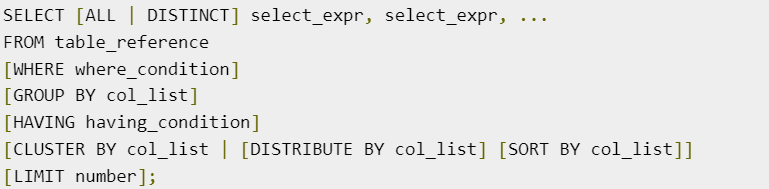 SELECT [ALL | DISTINCT] select_expr, select_expr, ...
FROM table_reference
[WHERE where_condition]
[GROUP BY col_list]
[HAVING having_condition]
[CLUSTER BY col_list | [DISTRIBUTE BY col_list] [SORT BY col_list]]
[LIMIT number];